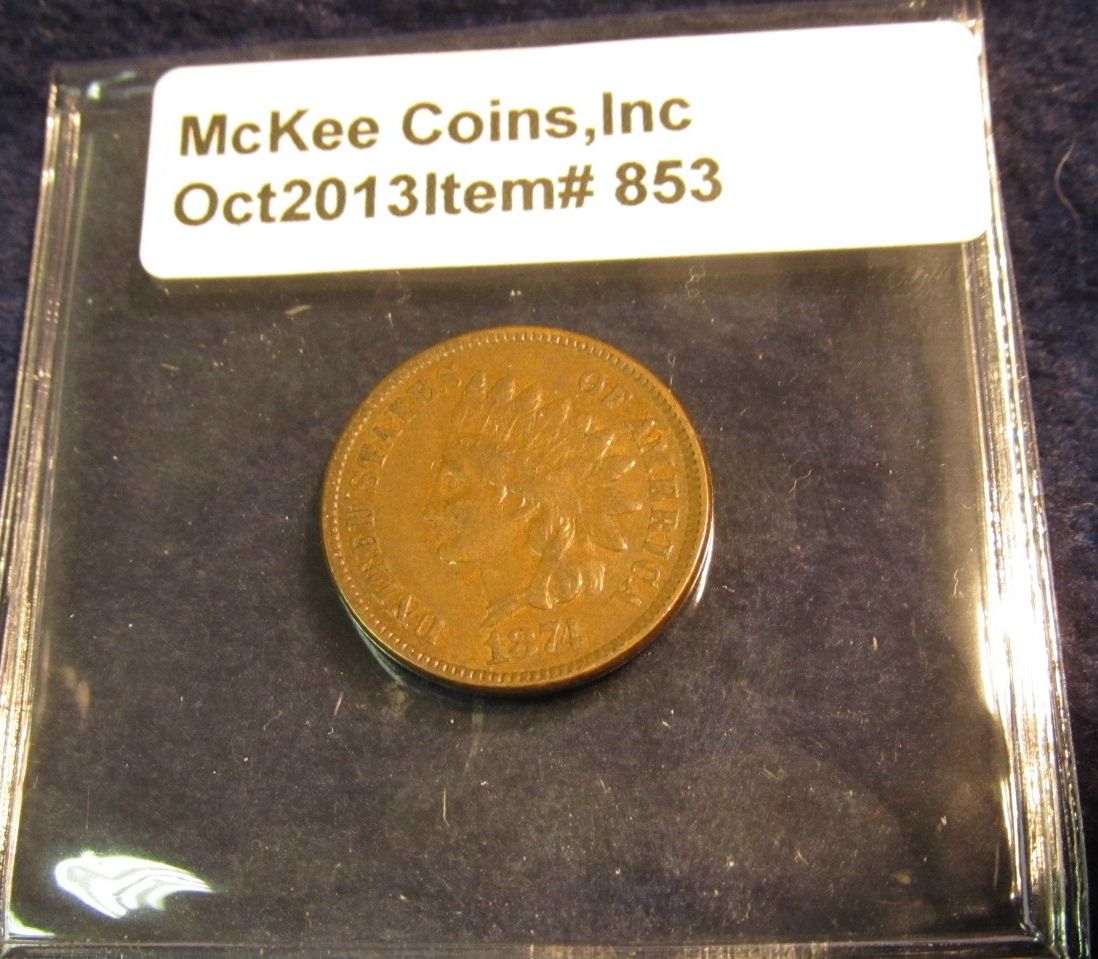 McKee Coins,Inc
Oct2013Item# 853
UNITED STATES OF AMERICA
1874